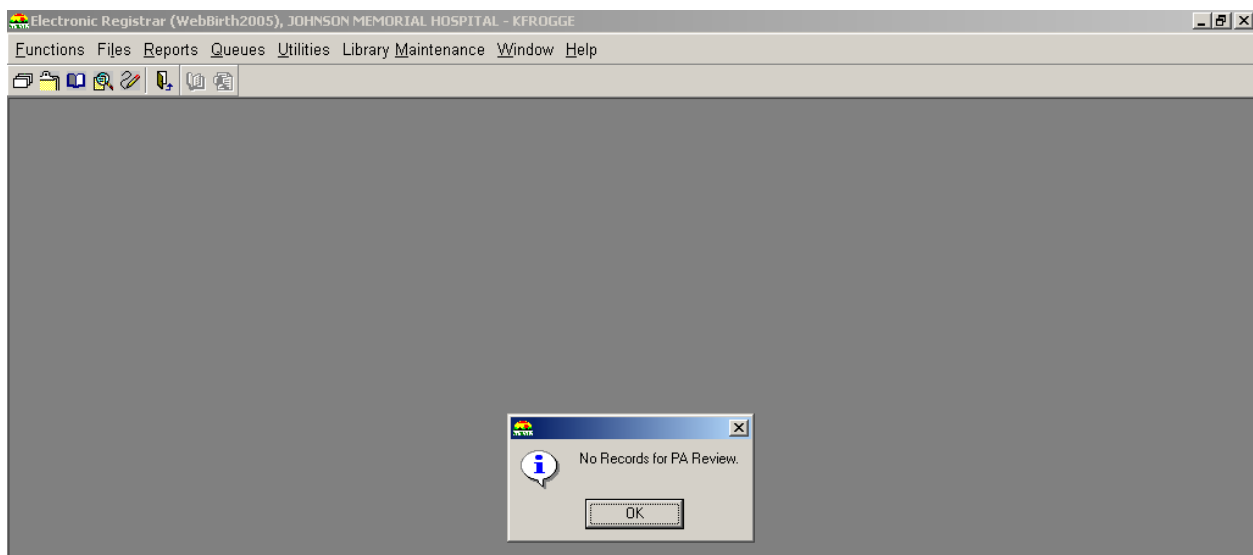 Electronic Registrar (WebBirth2005), JOHNSON MEMORIAL HOSPITAL - KFROGGE
Functions Files Reports Queues Utilities Library Maintenance Window Help
No Records for PA Review.
OK